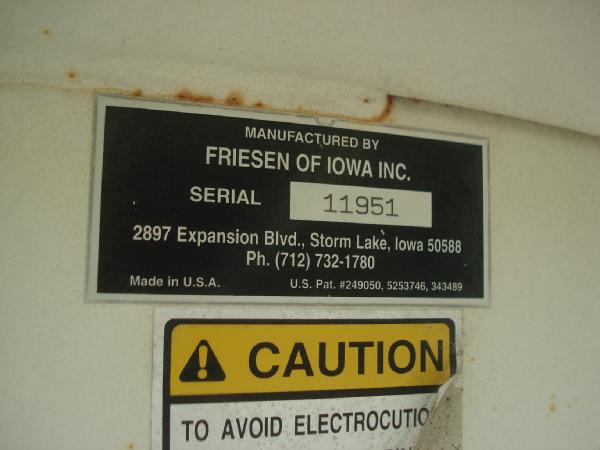 MANUFACTURED BY
FRIESEN OF IOWA INC.
SERIAL 11951
2897 Expansion Blvd., Storm Lake, Iowa 50588
Ph. (712) 732-1780
Made in U.S.A. U.S. Pat. #249050, 5253746, 343489
CAUTION
TO AVOID ELECTROCUTIO